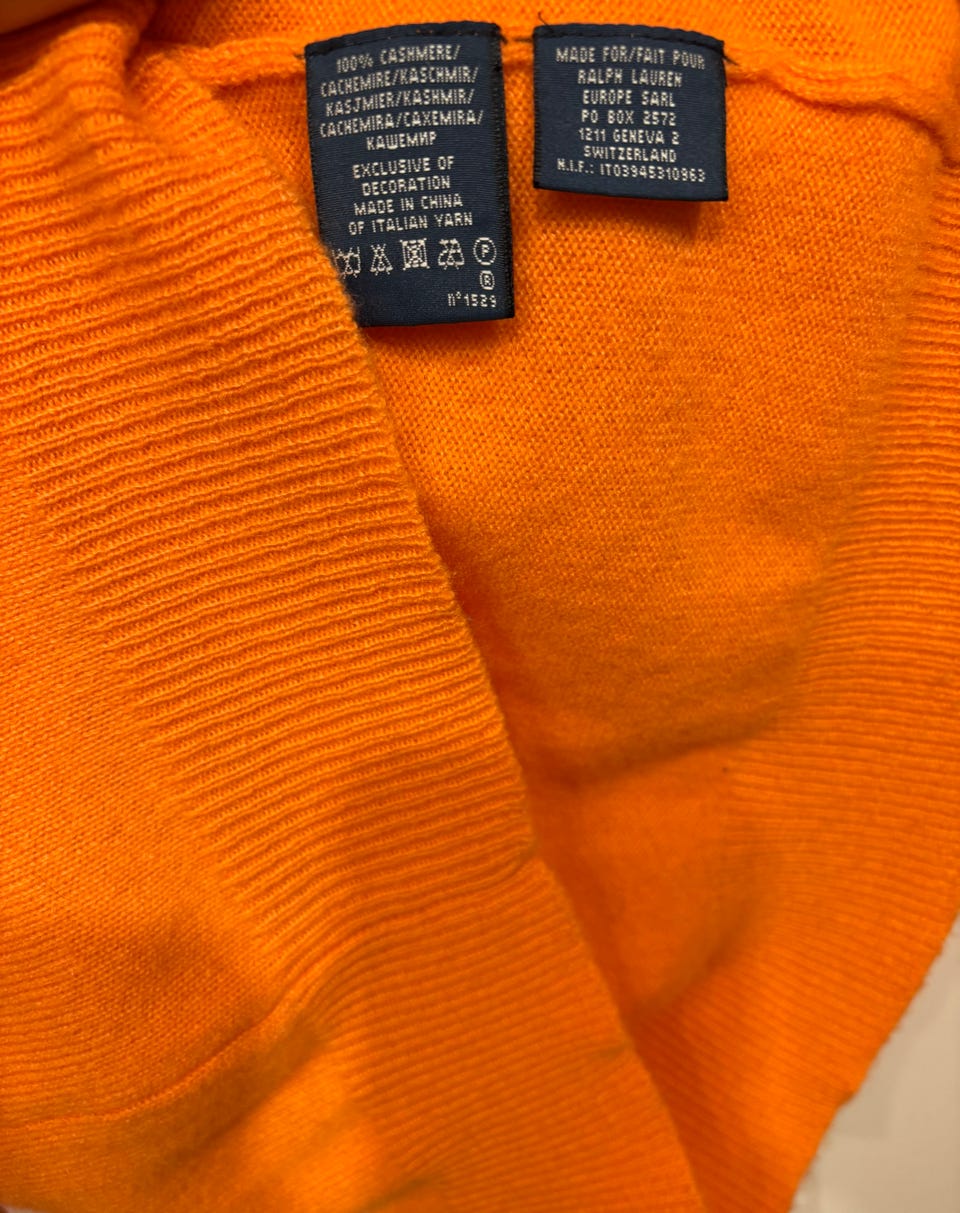 100% CASHMERE/
CACHEMIRE/KASCHMIR/
KASJMIER/KASHMIR/
CACHEMIRA/CAXEMIRA/
КАШЕМИР
EXCLUSIVE OF
DECORATION
MADE IN CHINA
OF ITALIAN YARN
P
R
n°1529
MADE FOR/FAIT POUR
RALPH LAUREN
EUROPE SARL
PO BOX 2572
1211 GENEVA 2
SWITZERLAND
N.I.F.: IT03945310963